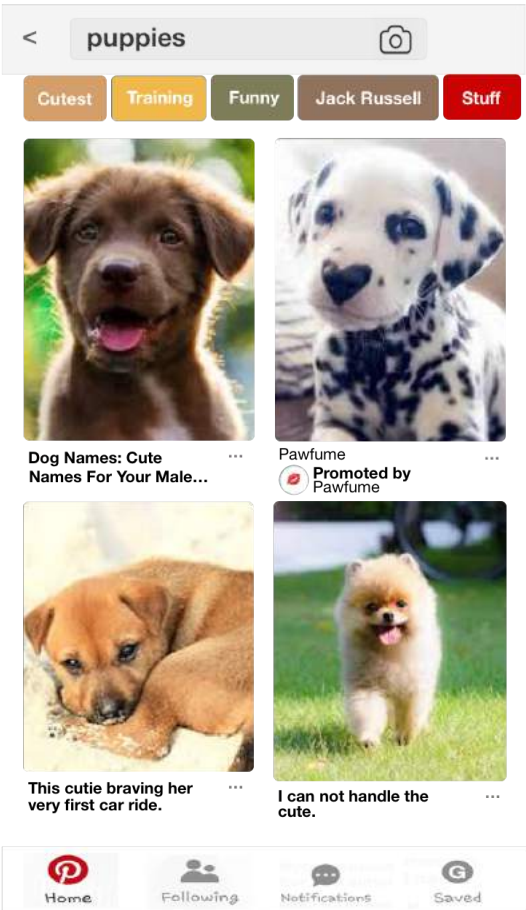 < puppies
Cutest Training Funny Jack Russell Stuff
Dog Names: Cute ...
Names For Your Male...
Pawfume ...
Promoted by
Pawfume
This cutie braving her ...
very first car ride.
I can not handle the ...
cute.
Home Following Notifications G Saved